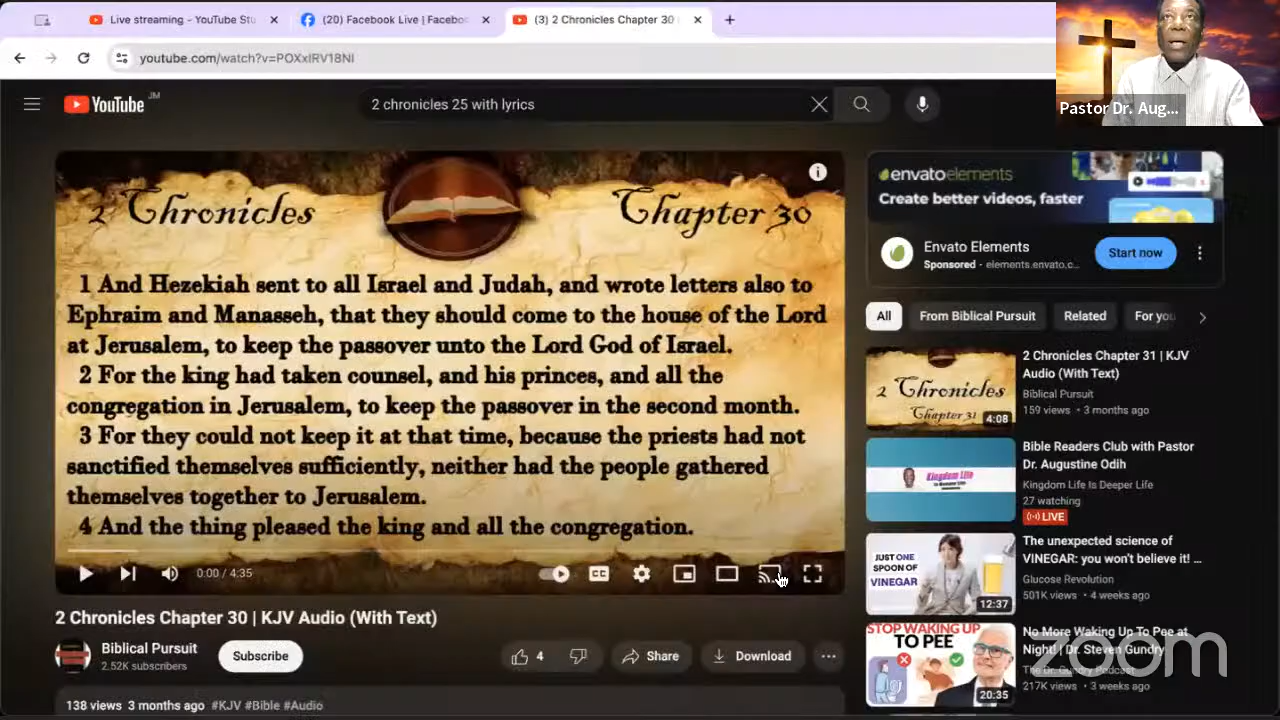 Live streaming - YouTube Stu
(20) Facebook Live | Faceboo
(3) 2 Chronicles Chapter 30
youtube.com/watch?v=POXxIRV18NI
Pastor Dr. Aug...
YouTube JM
2 chronicles 25 with lyrics
2 Chronicles Chapter 30
1 And Hezekiah sent to all Israel and Judah, and wrote letters also to
Ephraim and Manasseh, that they should come to the house of the Lord
at Jerusalem, to keep the passover unto the Lord God of Israel.
2 For the king had taken counsel, and his princes, and all the
congregation in Jerusalem, to keep the passover in the second month.
3 For they could not keep it at that time, because the priests had not
sanctified themselves sufficiently, neither had the people gathered
themselves together to Jerusalem.
4 And the thing pleased the king and all the congregation.
0:00 / 4:35
CC
2 Chronicles Chapter 30 | KJV Audio (With Text)
Biblical Pursuit
2.52K subscribers
Subscribe
4
Share
Download
138 views 3 months ago #KJV #Bible #Audio
envatoelements
Create better videos, faster
Envato Elements
Sponsored · elements.envato.c...
Start now
All
From Biblical Pursuit
Related
For you
2 Chronicles
Chapter 31
4:08
2 Chronicles Chapter 31 | KJV
Audio (With Text)
Biblical Pursuit
159 views · 3 months ago
Kingdom Life
Bible Readers Club with Pastor
Dr. Augustine Odih
Kingdom Life Is Deeper Life
27 watching
LIVE
JUST ONE
SPOON OF
VINEGAR
12:37
The unexpected science of
VINEGAR: you won't believe it! ...
Glucose Revolution
501K views · 4 weeks ago
STOP WAKING UP
TO PEE
20:35
No More Waking Up To Pee at
Night! | Dr. Steven Gundry
The Dr. Gundry Podcast
217K views · 3 weeks ago
zoom